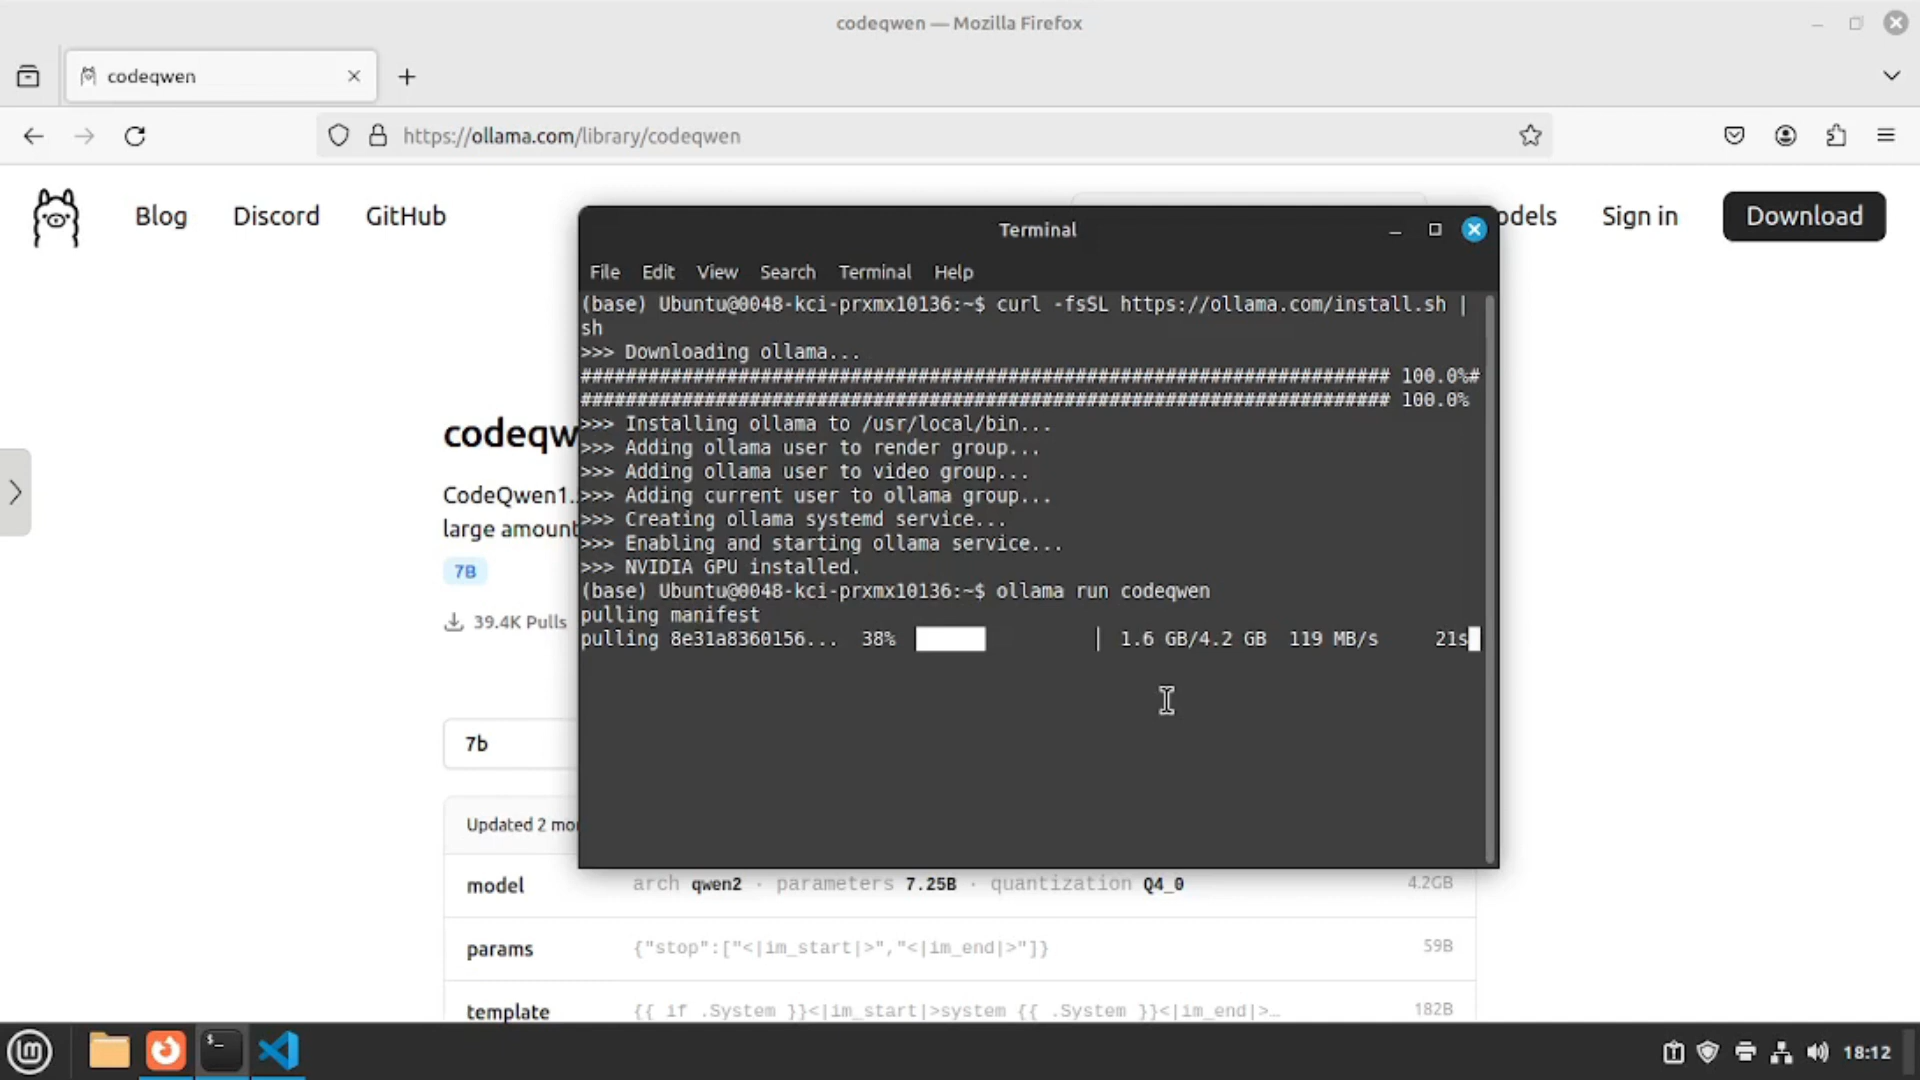 codeqwen — Mozilla Firefox
codeqwen
https://ollama.com/library/codeqwen
Blog Discord GitHub
odels Sign in Download
Terminal
File Edit View Search Terminal Help
(base) Ubuntu@0048-kci-prxmx10136:~$ curl -fsSL https://ollama.com/install.sh |
sh
>>> Downloading ollama...
######################################################################## 100.0%#
######################################################################## 100.0%
>>> Installing ollama to /usr/local/bin...
>>> Adding ollama user to render group...
>>> Adding ollama user to video group...
>>> Adding current user to ollama group...
>>> Creating ollama systemd service...
>>> Enabling and starting ollama service...
>>> NVIDIA GPU installed.
(base) Ubuntu@0048-kci-prxmx10136:~$ ollama run codeqwen
pulling manifest
pulling 8e31a8360156... 38% | 1.6 GB/4.2 GB 119 MB/s 21s
codeqw
CodeQwen1.
large amount
7B
39.4K Pulls
7b
Updated 2 mo
model arch qwen2 · parameters 7.25B · quantization Q4_0 4.2GB
params {"stop":["<|im_start|>","<|im_end|>"]} 59B
template {{ if .System }}<|im_start|>system {{ .System }}<|im_end|>… 182B
18:12